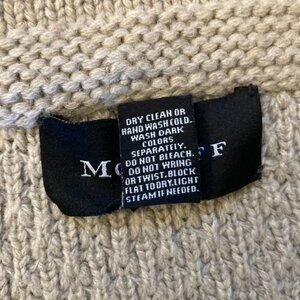 DRY CLEAN OR
HAND WASH COLD.
WASH DARK
COLORS
SEPARATELY.
DO NOT BLEACH.
DO NOT WRING
OR TWIST. BLOCK
FLAT TO DRY. LIGHT
STEAM IF NEEDED.